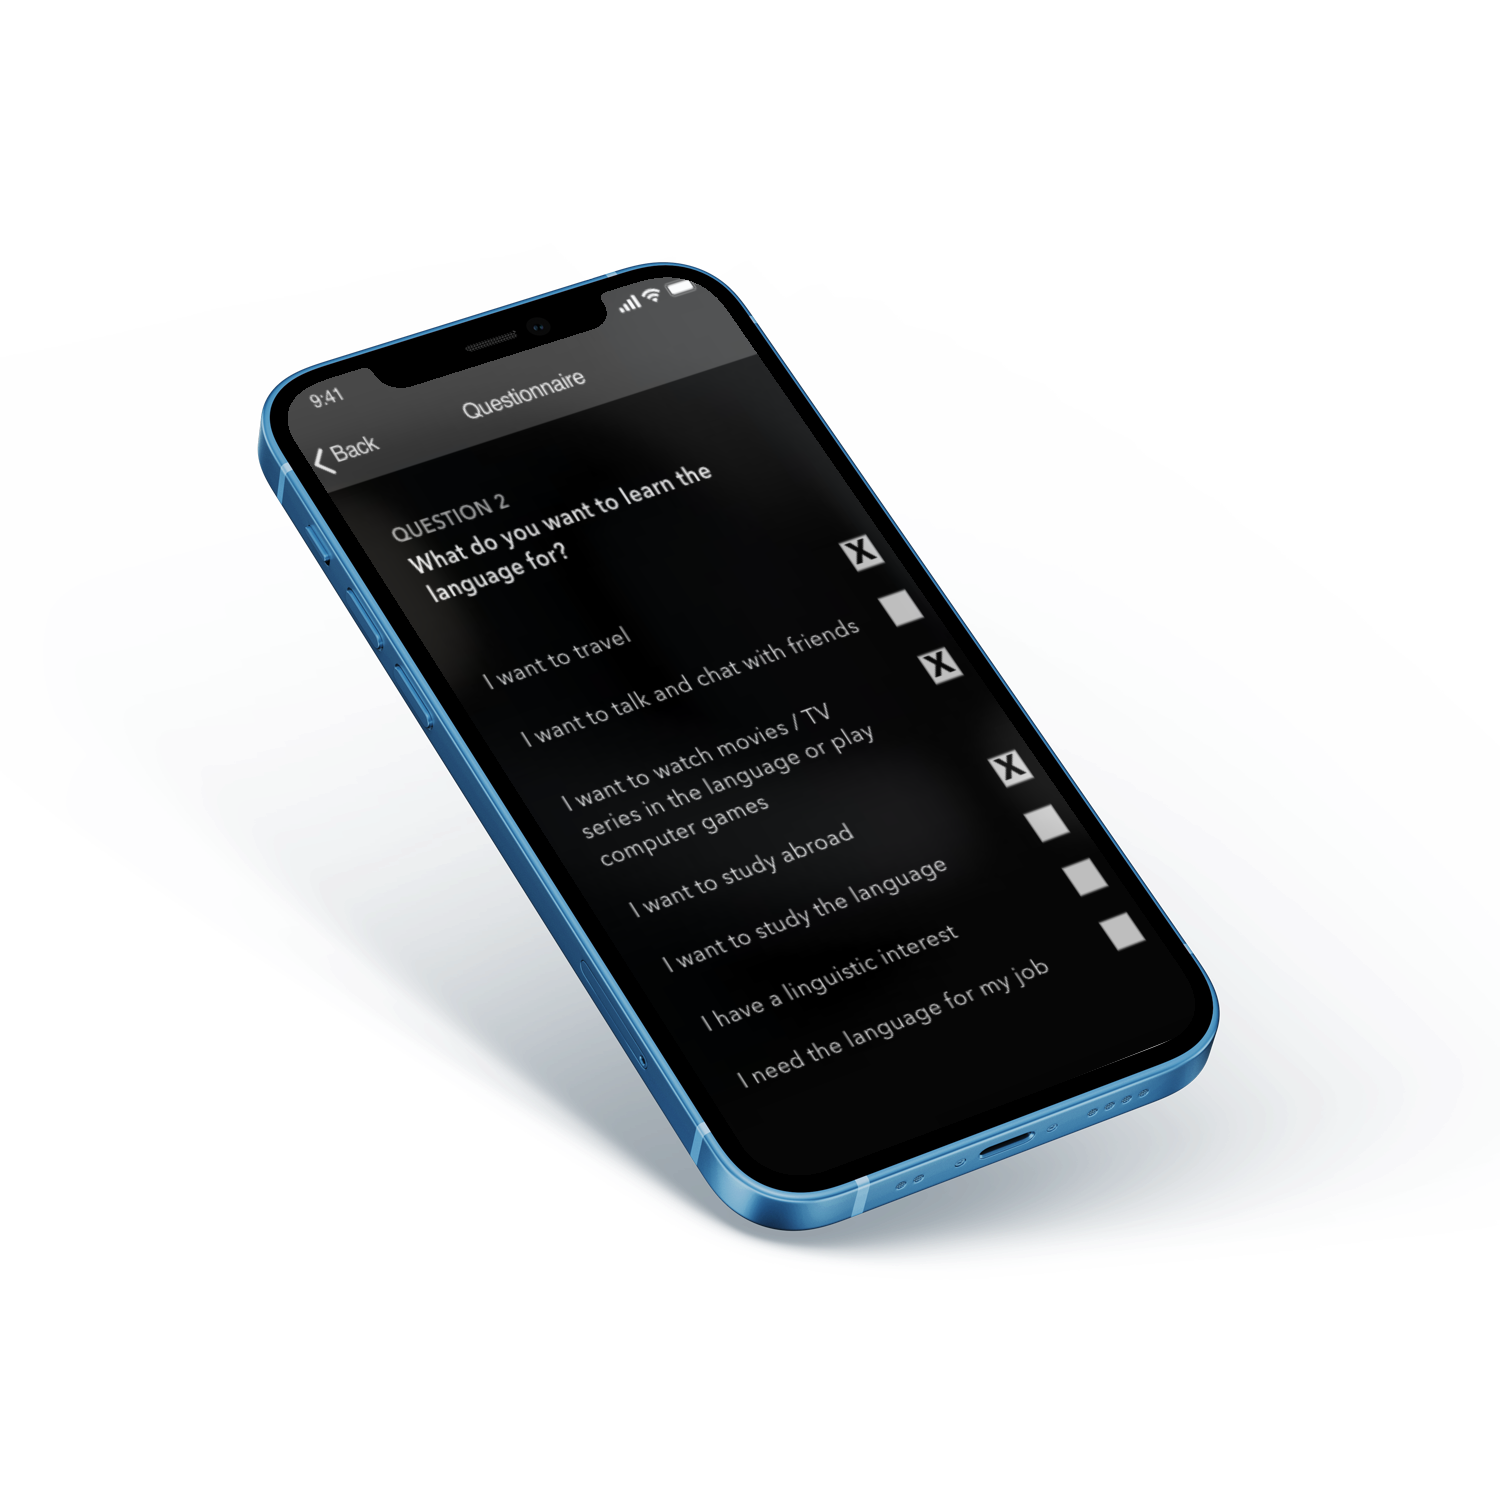 9:41
Back
Questionnaire
QUESTION 2
What do you want to learn the
language for?
I want to travel
X
I want to talk and chat with friends
I want to watch movies / TV
series in the language or play
computer games
X
I want to study abroad
X
I want to study the language
I have a linguistic interest
I need the language for my job